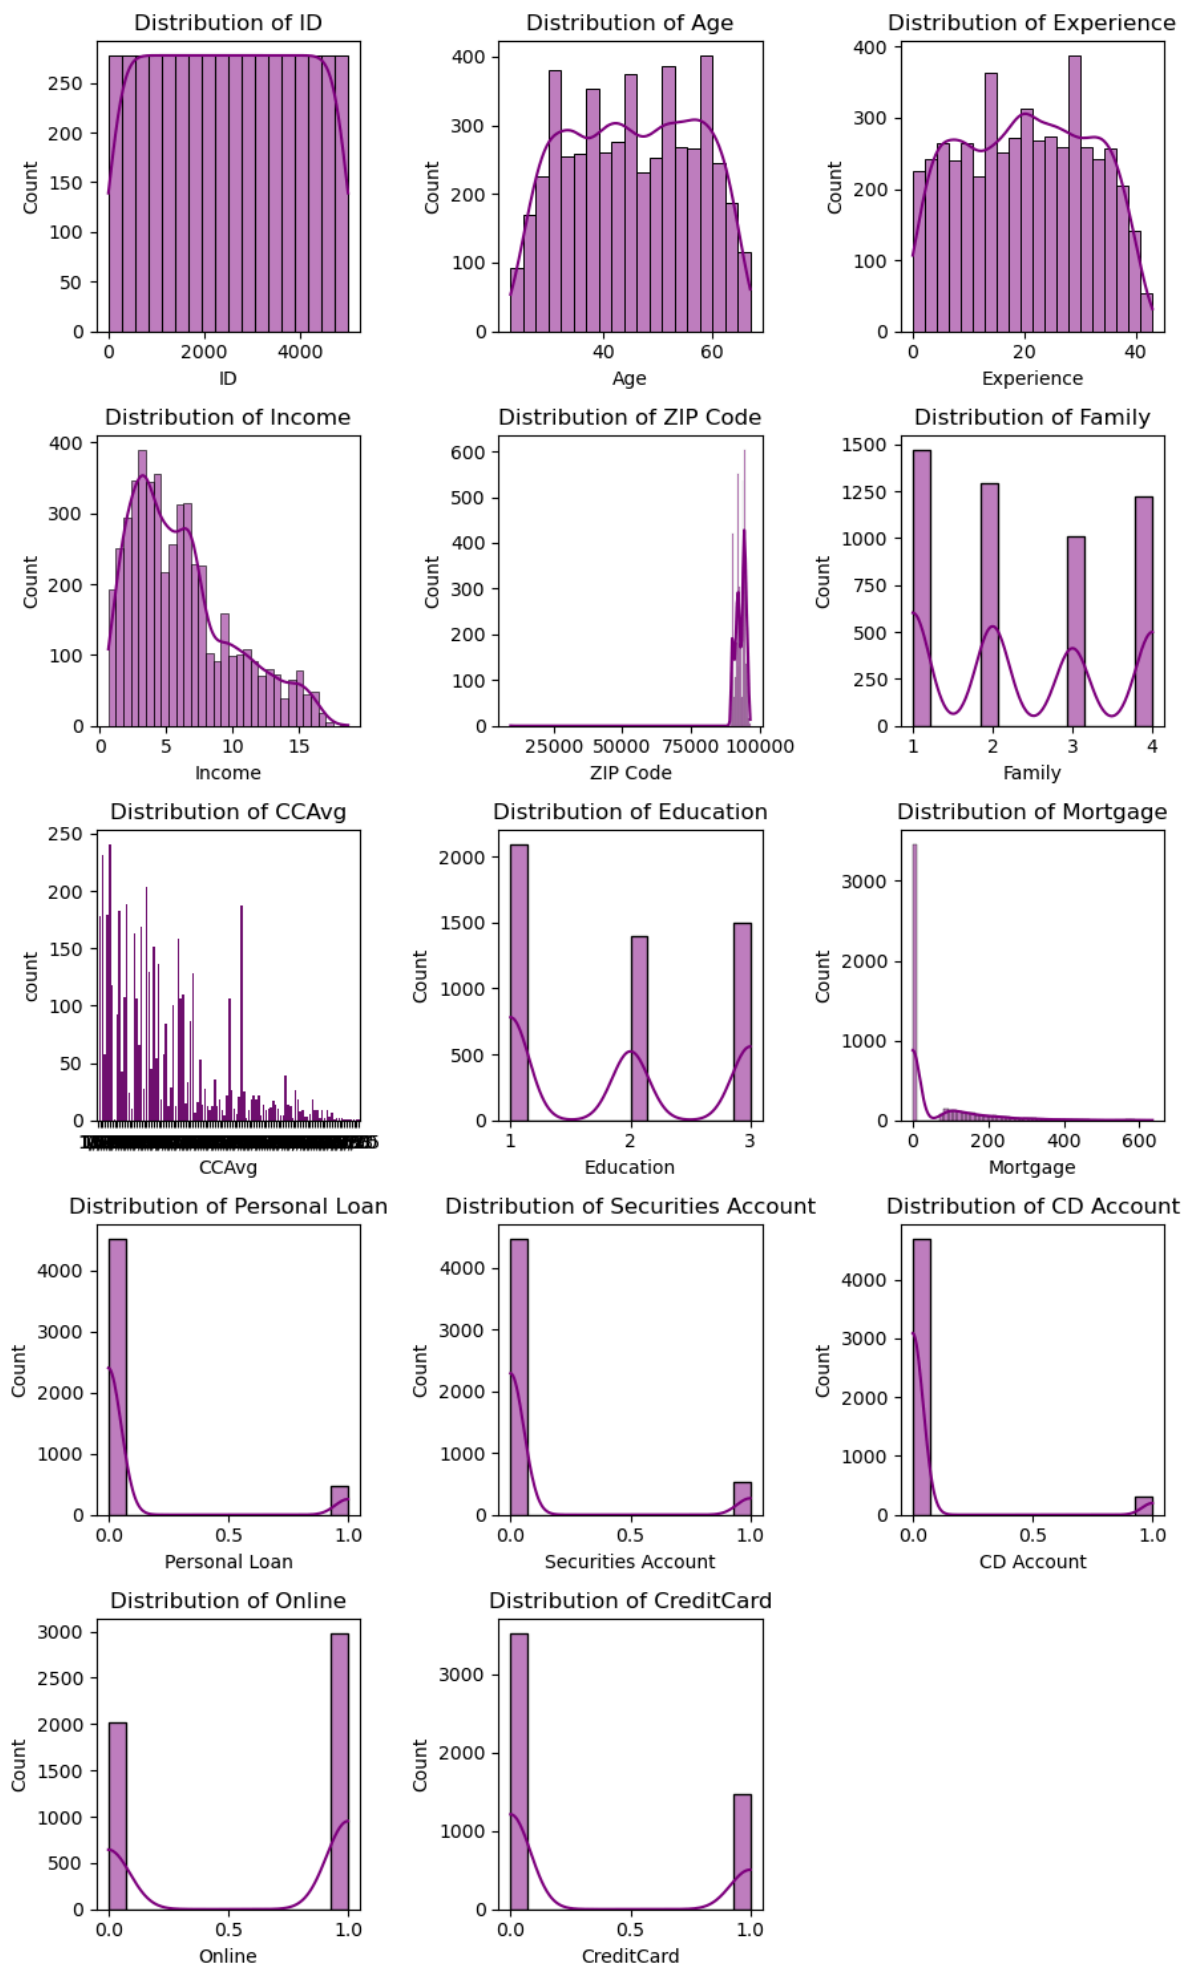 Distribution of ID
Distribution of Age
Distribution of Experience
250
200
150
100
50
0
Count
0 2000 4000
ID
400
300
200
100
0
Count
40 60
Age
400
300
200
100
0
Count
0 20 40
Experience
Distribution of Income
Distribution of ZIP Code
Distribution of Family
400
300
200
100
0
Count
0 5 10 15
Income
600
500
400
300
200
100
0
Count
25000 50000 75000 100000
ZIP Code
1500
1250
1000
750
500
250
0
Count
1 2 3 4
Family
Distribution of CCAvg
Distribution of Education
Distribution of Mortgage
250
200
150
100
50
0
count
CCAvg
2000
1500
1000
500
0
Count
1 2 3
Education
3000
2000
1000
0
Count
0 200 400 600
Mortgage
Distribution of Personal Loan
Distribution of Securities Account
Distribution of CD Account
4000
3000
2000
1000
0
Count
0.0 0.5 1.0
Personal Loan
4000
3000
2000
1000
0
Count
0.0 0.5 1.0
Securities Account
4000
3000
2000
1000
0
Count
0.0 0.5 1.0
CD Account
Distribution of Online
Distribution of CreditCard
3000
2500
2000
1500
1000
500
0
Count
0.0 0.5 1.0
Online
3000
2000
1000
0
Count
0.0 0.5 1.0
CreditCard